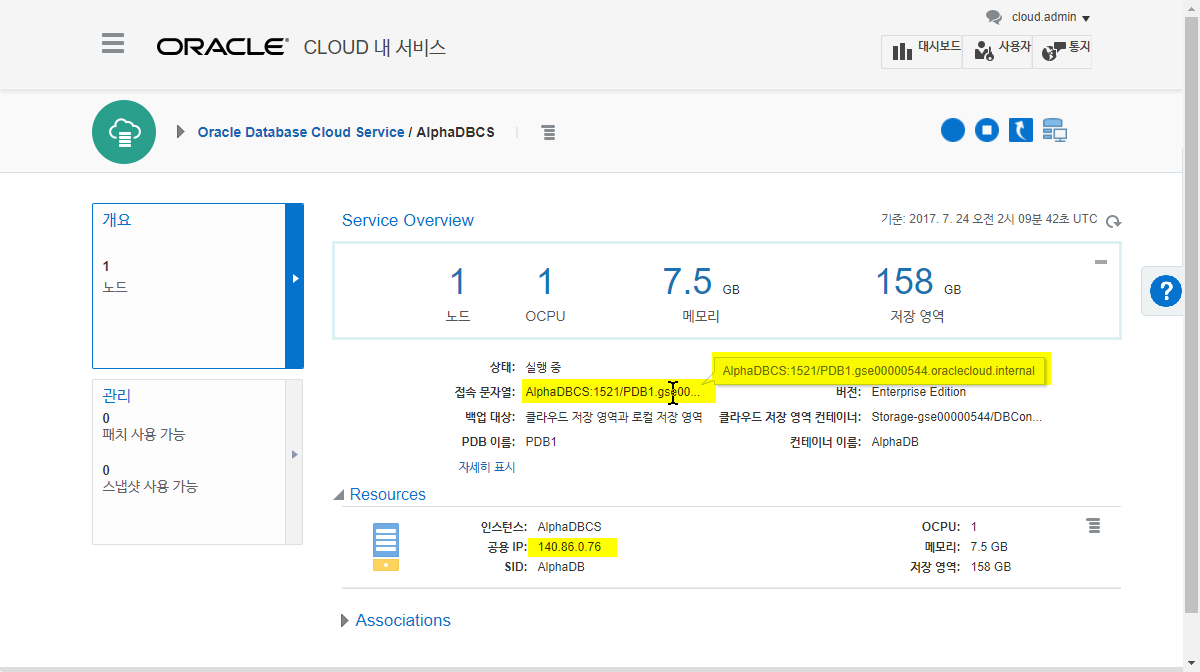 cloud.admin
ORACLE CLOUD 내 서비스
대시보드 사용자 통지
Oracle Database Cloud Service / AlphaDBCS
개요
1
노드
관리
0
패치 사용 가능
0
스냅샷 사용 가능
Service Overview
기준: 2017. 7. 24 오전 2시 09분 42초 UTC
1 1 7.5 GB 158 GB
노드 OCPU 메모리 저장 영역
상태: 실행 중
AlphaDBCS:1521/PDB1.gse00000544.oraclecloud.internal
접속 문자열: AlphaDBCS:1521/PDB1.gse00... 버전: Enterprise Edition
백업 대상: 클라우드 저장 영역과 로컬 저장 영역 클라우드 저장 영역 컨테이너: Storage-gse00000544/DBCon...
PDB 이름: PDB1 컨테이너 이름: AlphaDB
자세히 표시
Resources
인스턴스: AlphaDBCS OCPU: 1
공용 IP: 140.86.0.76 메모리: 7.5 GB
SID: AlphaDB 저장 영역: 158 GB
Associations
?